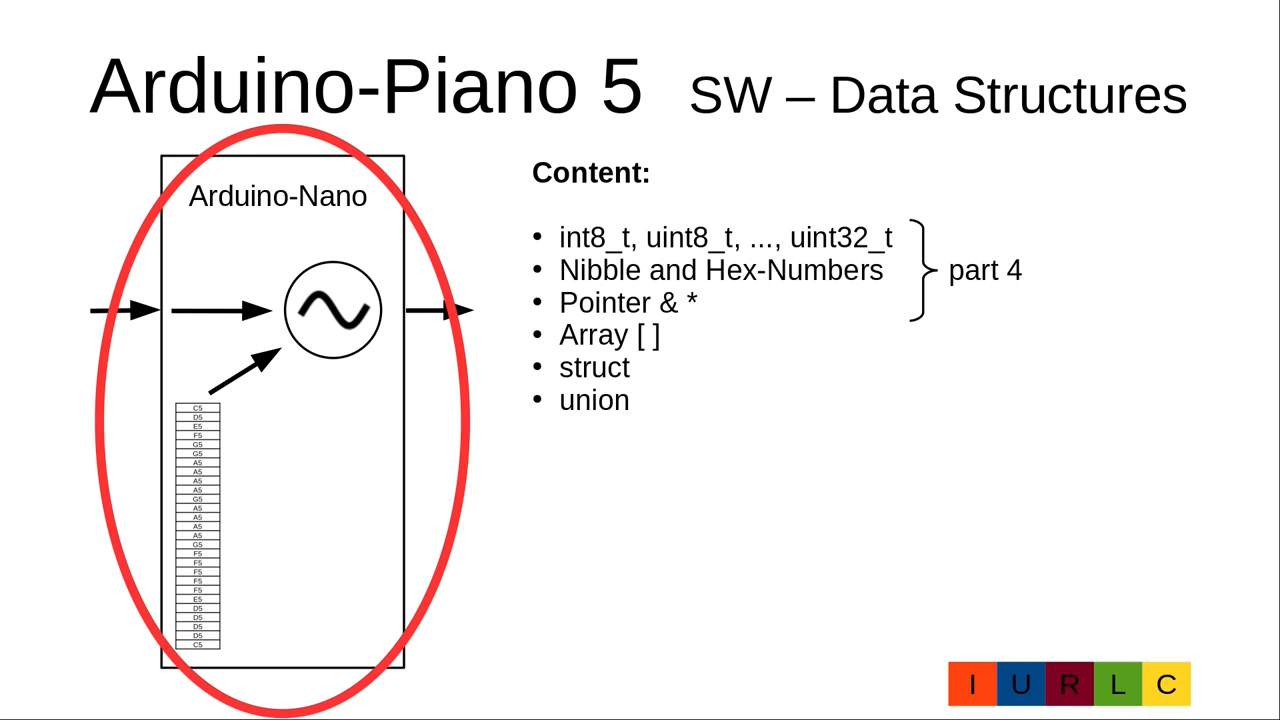 Arduino-Piano 5 SW – Data Structures
Arduino-Nano
C5
D5
E5
F5
G5
G5
A5
A5
A5
A5
G5
A5
A5
A5
A5
G5
F5
F5
F5
F5
F5
E5
D5
D5
D5
D5
C5
Content:
• int8_t, uint8_t, ..., uint32_t
• Nibble and Hex-Numbers
• Pointer & *
• Array [ ]
• struct
• union
part 4
I U R L C